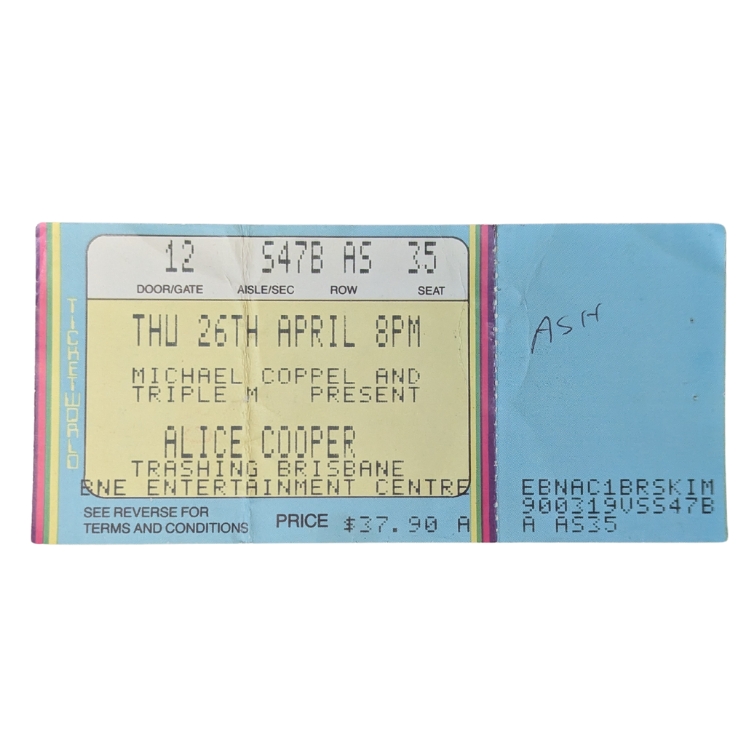 TICKETWORLD
12 S47B AS 35
DOOR/GATE AISLE/SEC ROW SEAT
THU 26TH APRIL 8PM
MICHAEL COPPEL AND
TRIPLE M PRESENT
ALICE COOPER
TRASHING BRISBANE
BNE ENTERTAINMENT CENTRE
SEE REVERSE FOR
TERMS AND CONDITIONS
PRICE $37.90 A
ASH
EBNAC1BRSKIM
900319VSS47B
A AS35